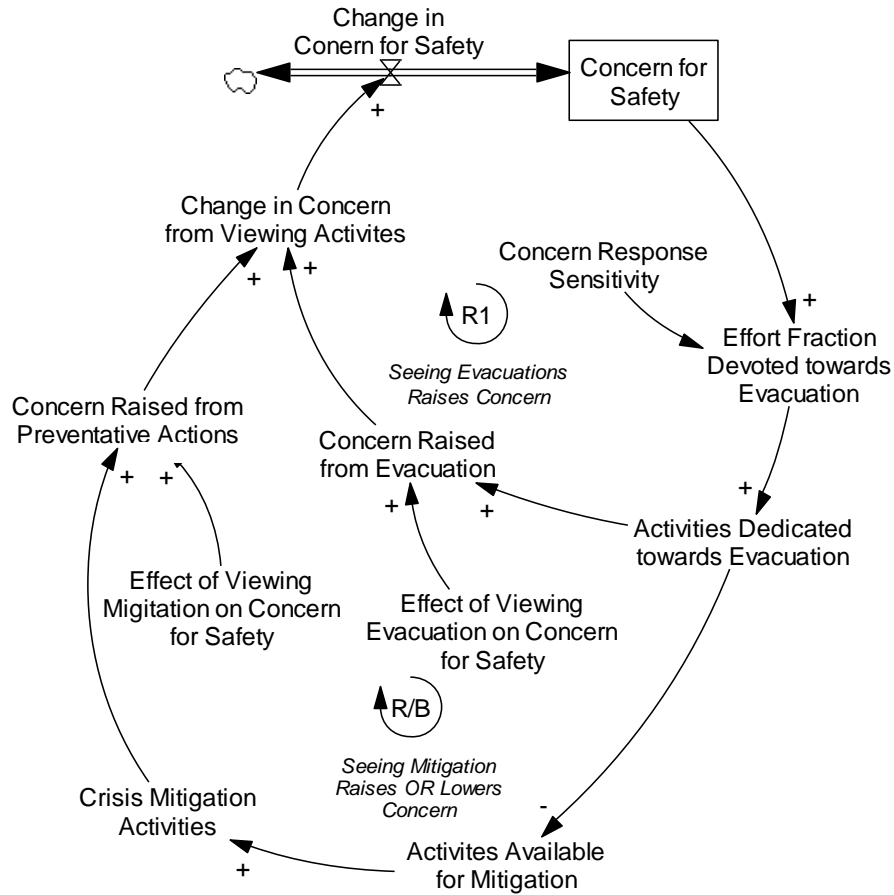 Change in
Conern for Safety
Concern for
Safety
+
Change in Concern
from Viewing Activites
+
+
Concern Response
Sensitivity
+
R1
Effort Fraction
Devoted towards
Evacuation
Seeing Evacuations
Raises Concern
Concern Raised from
Preventative Actions
Concern Raised
from Evacuation
+
+
+
+
+
Activities Dedicated
towards Evacuation
Effect of Viewing
Migitation on Concern
for Safety
Effect of Viewing
Evacuation on Concern
for Safety
R/B
Seeing Mitigation
Raises OR Lowers
Concern
Crisis Mitigation
Activities
-
+
Activites Available
for Mitigation